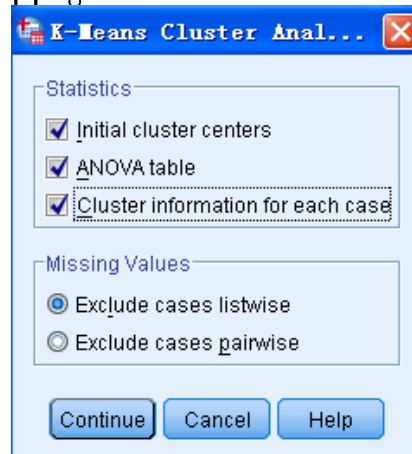 K-Means Cluster Anal...
Statistics
Initial cluster centers
ANOVA table
Cluster information for each case
Missing Values
Exclude cases listwise
Exclude cases pairwise
Continue Cancel Help